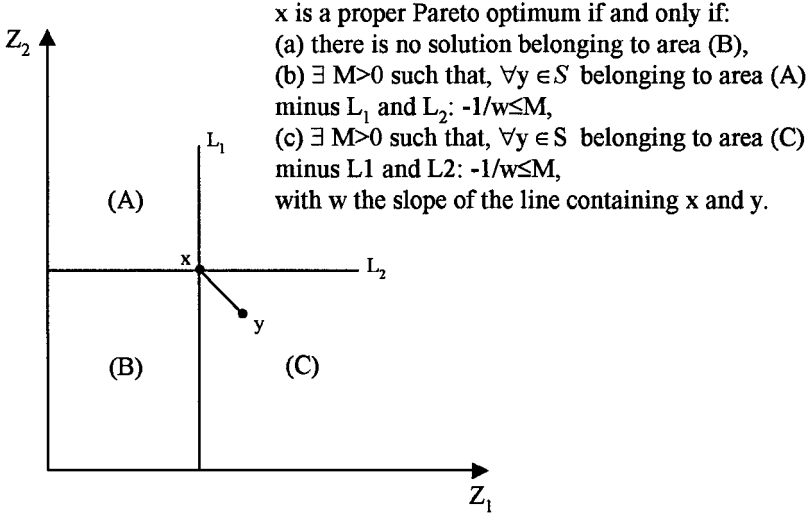 x is a proper Pareto optimum if and only if:
(a) there is no solution belonging to area (B),
(b) ∃ M>0 such that, ∀y ∈ S belonging to area (A)
minus L₁ and L₂: -1/w≤M,
(c) ∃ M>0 such that, ∀y ∈ S belonging to area (C)
minus L1 and L2: -1/w≤M,
with w the slope of the line containing x and y.
Z₂
L₁
(A)
x
L₂
y
(B)
(C)
Z₁